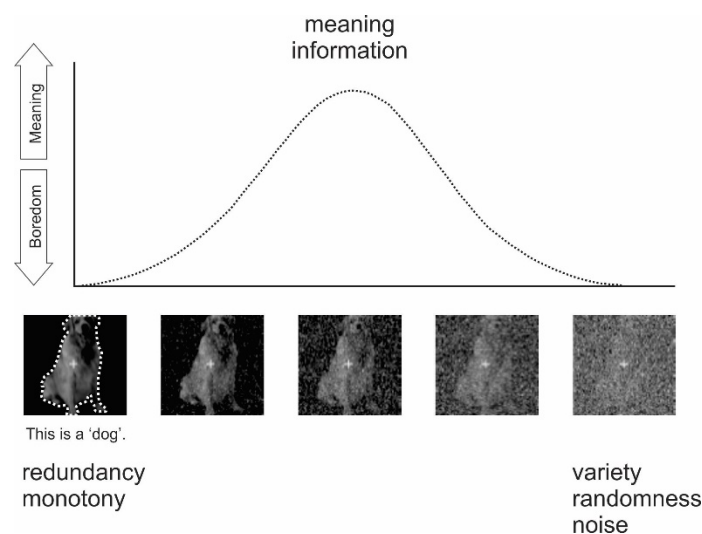 meaning
information
Meaning
Boredom
This is a ‘dog’.
redundancy
monotony
variety
randomness
noise